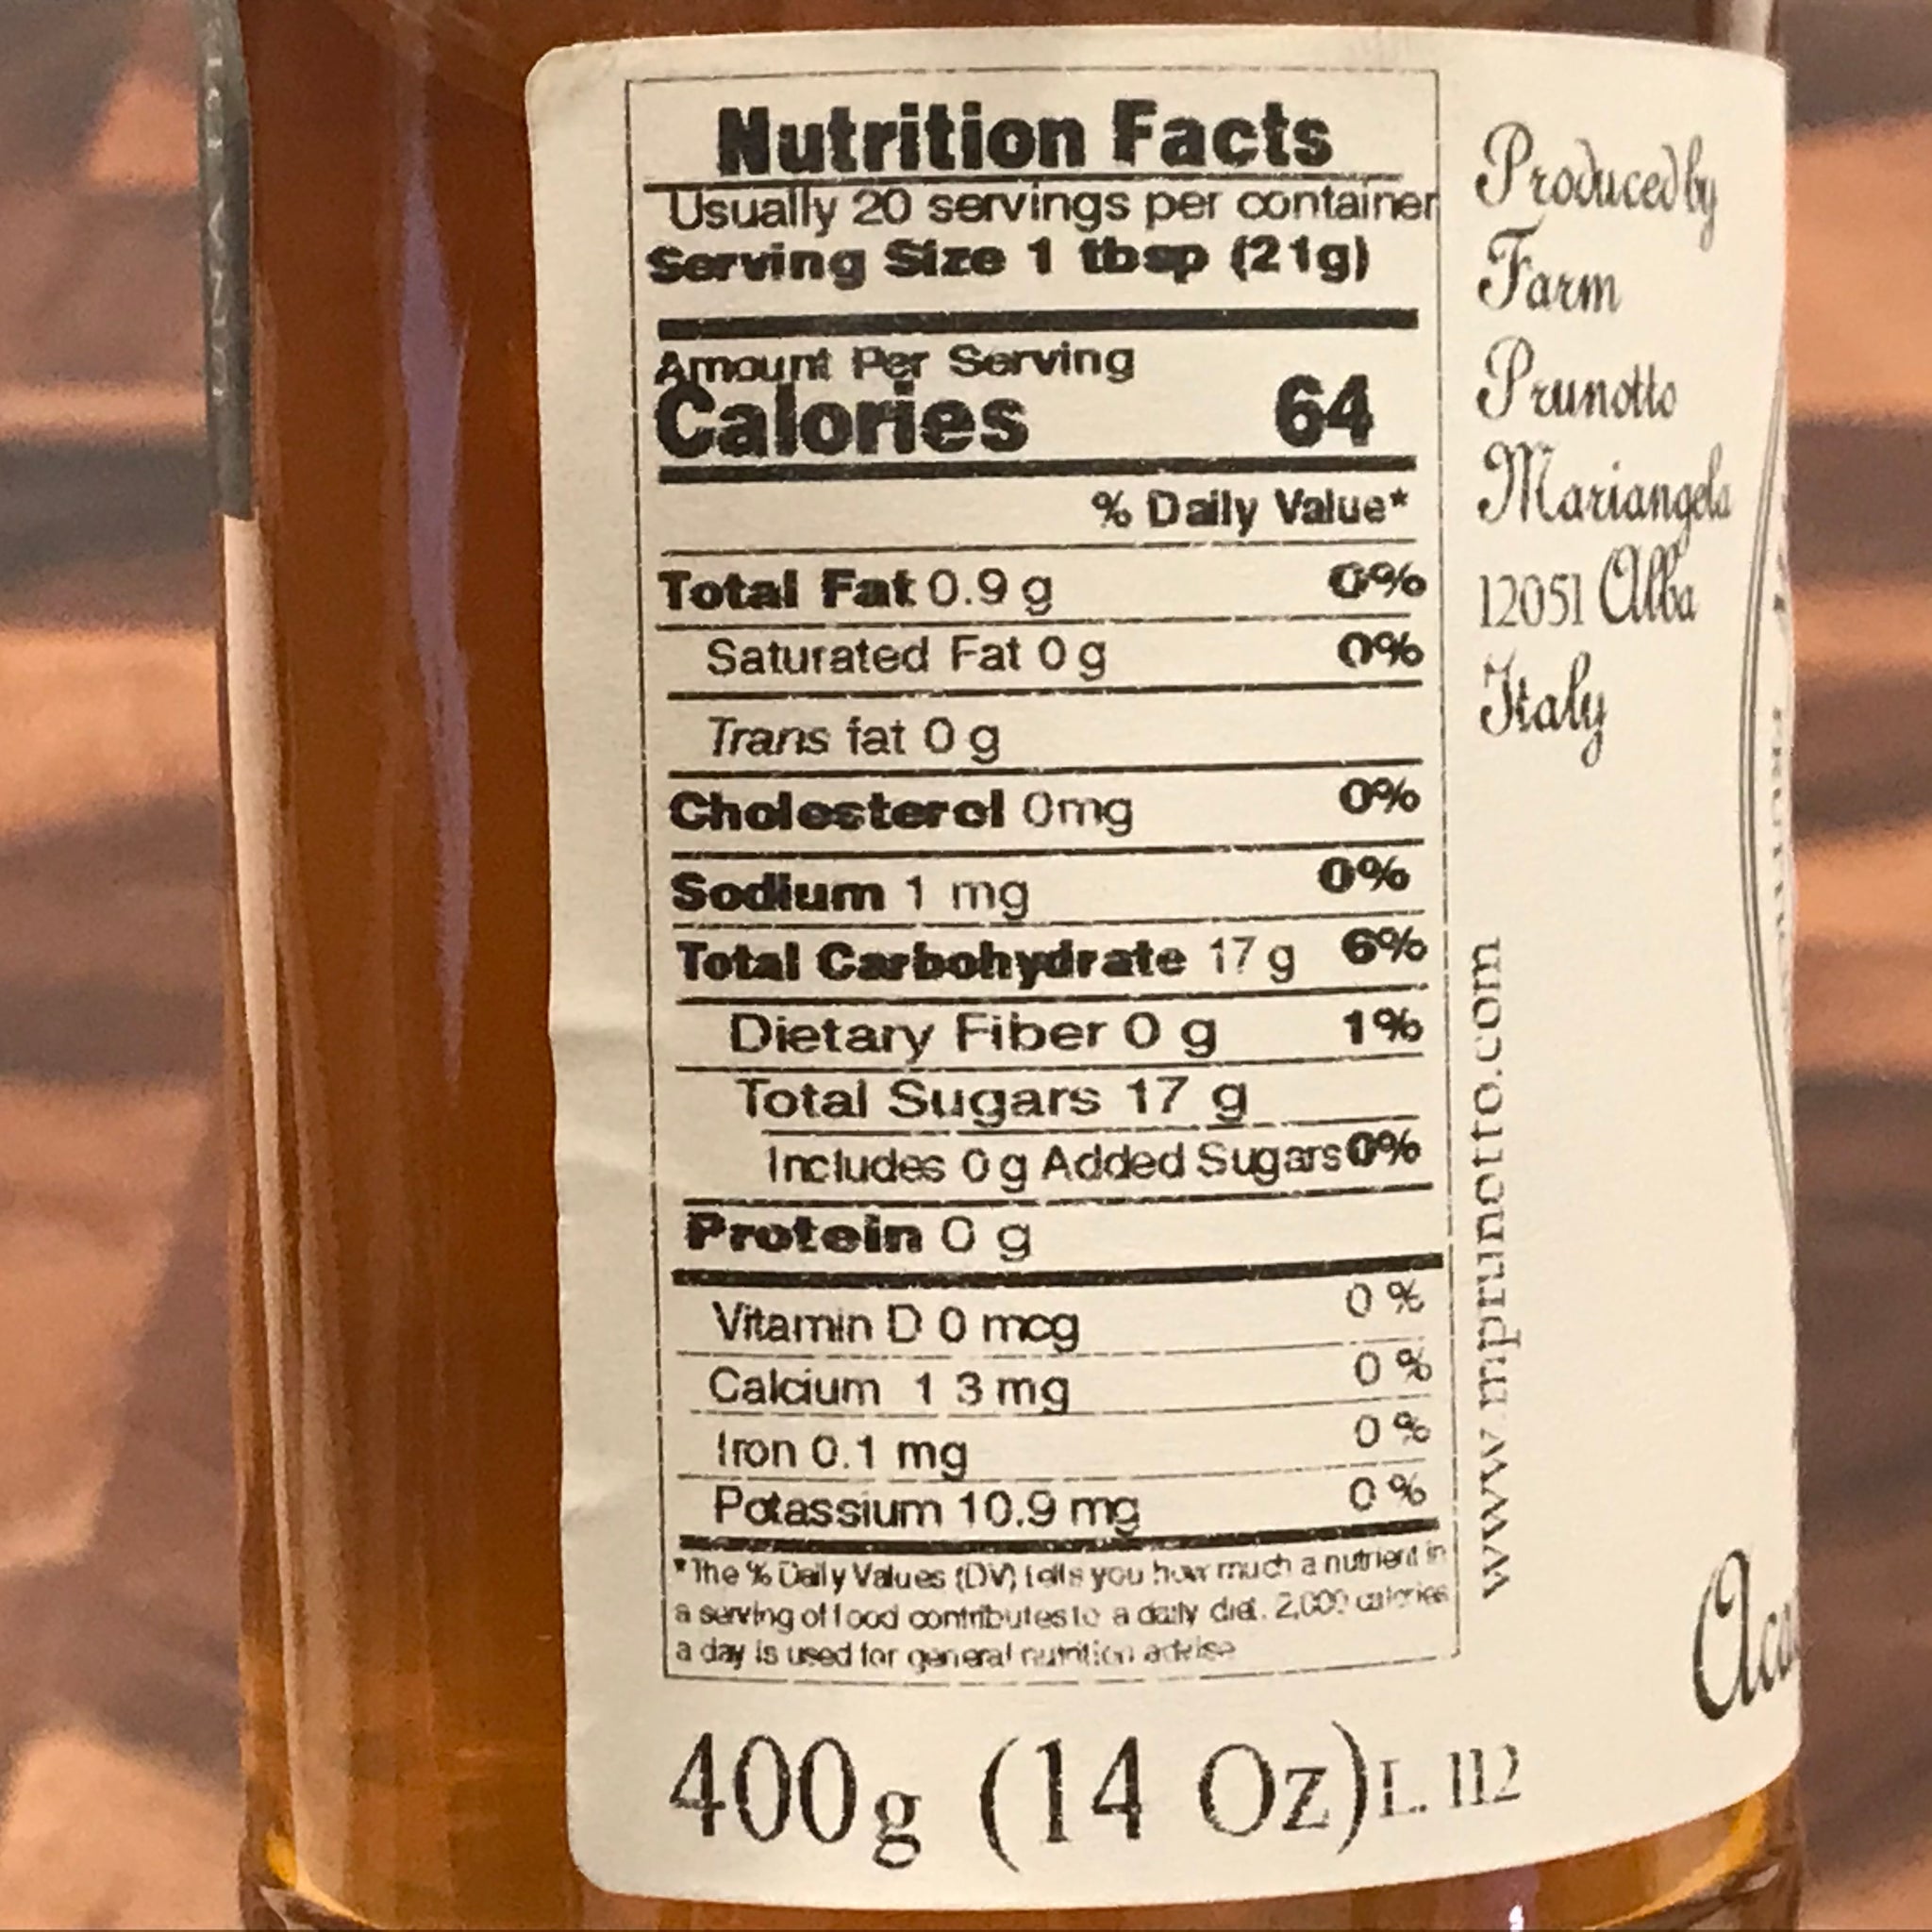 Nutrition Facts
Usually 20 servings per container
Serving Size 1 tbsp (21g)
Amount Per Serving
Calories 64
% Daily Value*
Total Fat 0.9 g 0%
Saturated Fat 0 g 0%
Trans fat 0 g
Cholesterol 0mg 0%
Sodium 1 mg 0%
Total Carbohydrate 17 g 6%
Dietary Fiber 0 g 1%
Total Sugars 17 g
Includes 0 g Added Sugars 0%
Protein 0 g
Vitamin D 0 mcg 0 %
Calcium 1 3 mg 0 %
Iron 0.1 mg 0 %
Potassium 10.9 mg 0 %
*The % Daily Values (DV) tells you how much a nutrient in
a serving of food contributes to a daily diet. 2,000 calories
a day is used for general nutrition advise
400g (14 Oz) L. 112
Produced by
Farm
Prunotto
Mariangela
12051 Alba
Italy
www.mprunotto.com